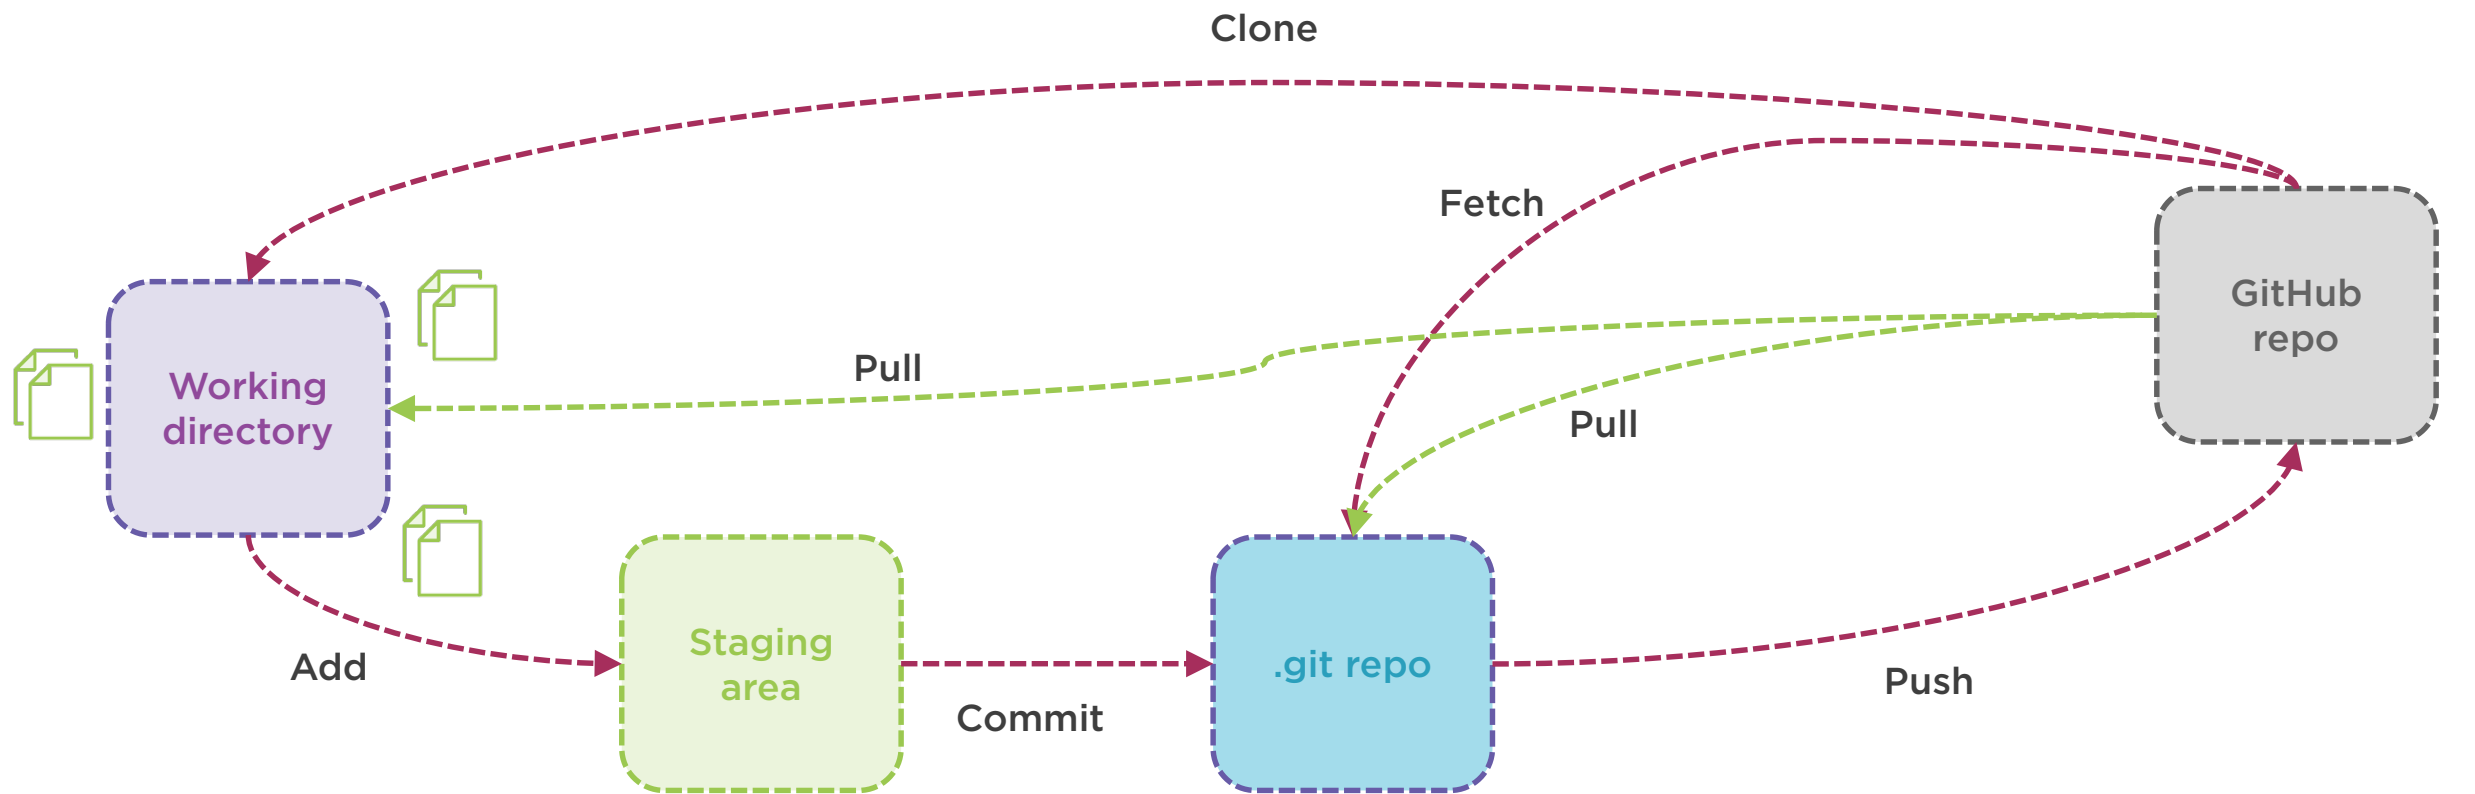 Clone
Fetch
GitHub
repo
Pull
Working
directory
Pull
Staging
area
.git repo
Add
Push
Commit